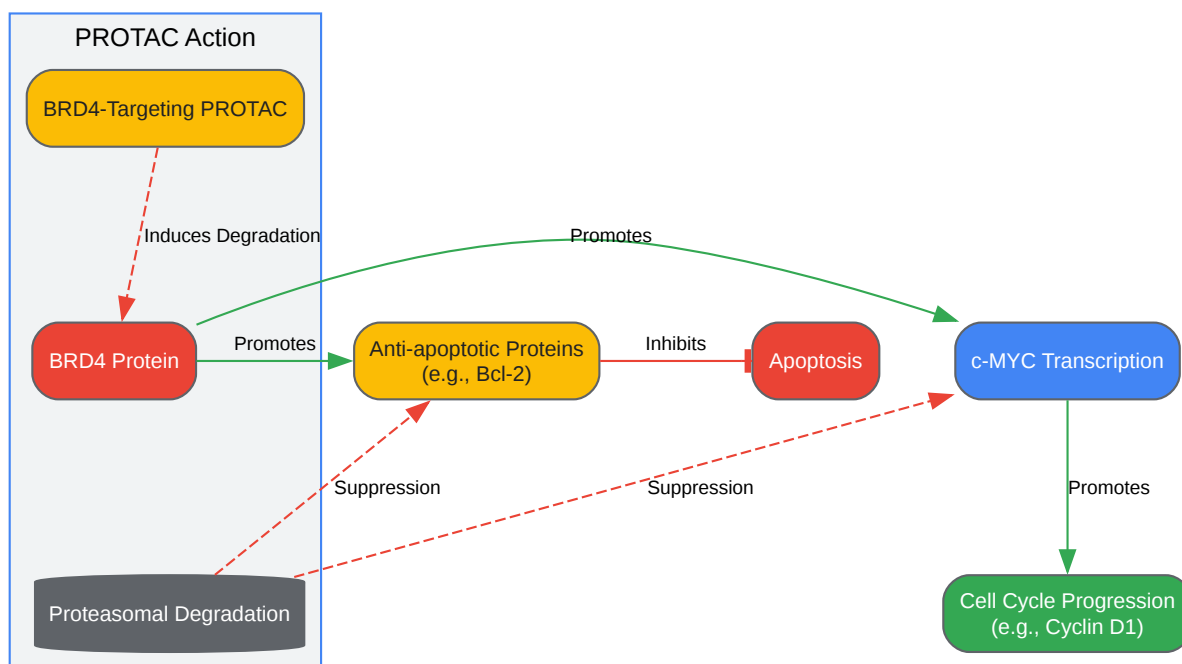 PROTAC Action
BRD4-Targeting PROTAC
Induces Degradation
Promotes
BRD4 Protein
Promotes
Anti-apoptotic Proteins
(e.g., Bcl-2)
Inhibits
Apoptosis
c-MYC Transcription
Suppression
Suppression
Promotes
Proteasomal Degradation
Cell Cycle Progression
(e.g., Cyclin D1)